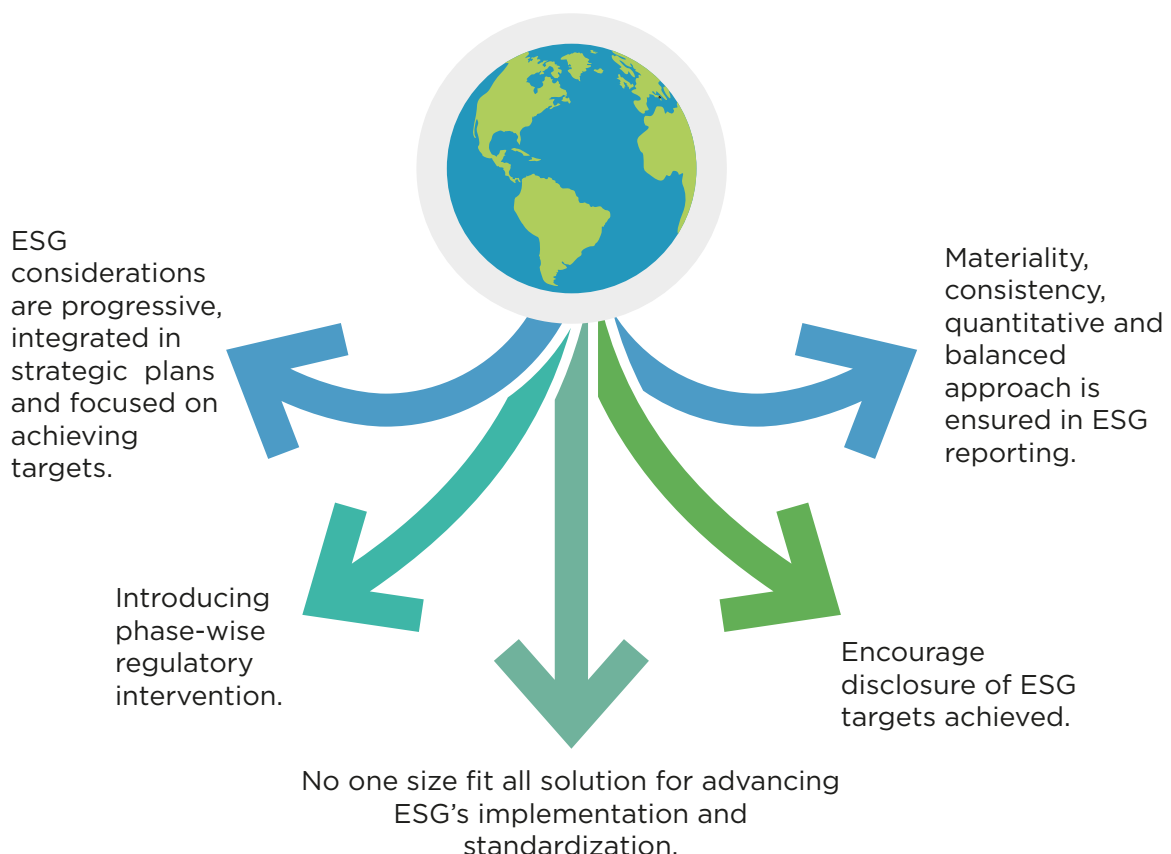 ESG
considerations
are progressive,
integrated in
strategic plans
and focused on
achieving
targets.
Materiality,
consistency,
quantitative and
balanced
approach is
ensured in ESG
reporting.
Introducing
phase-wise
regulatory
intervention.
Encourage
disclosure of ESG
targets achieved.
No one size fit all solution for advancing
ESG’s implementation and
standardization.